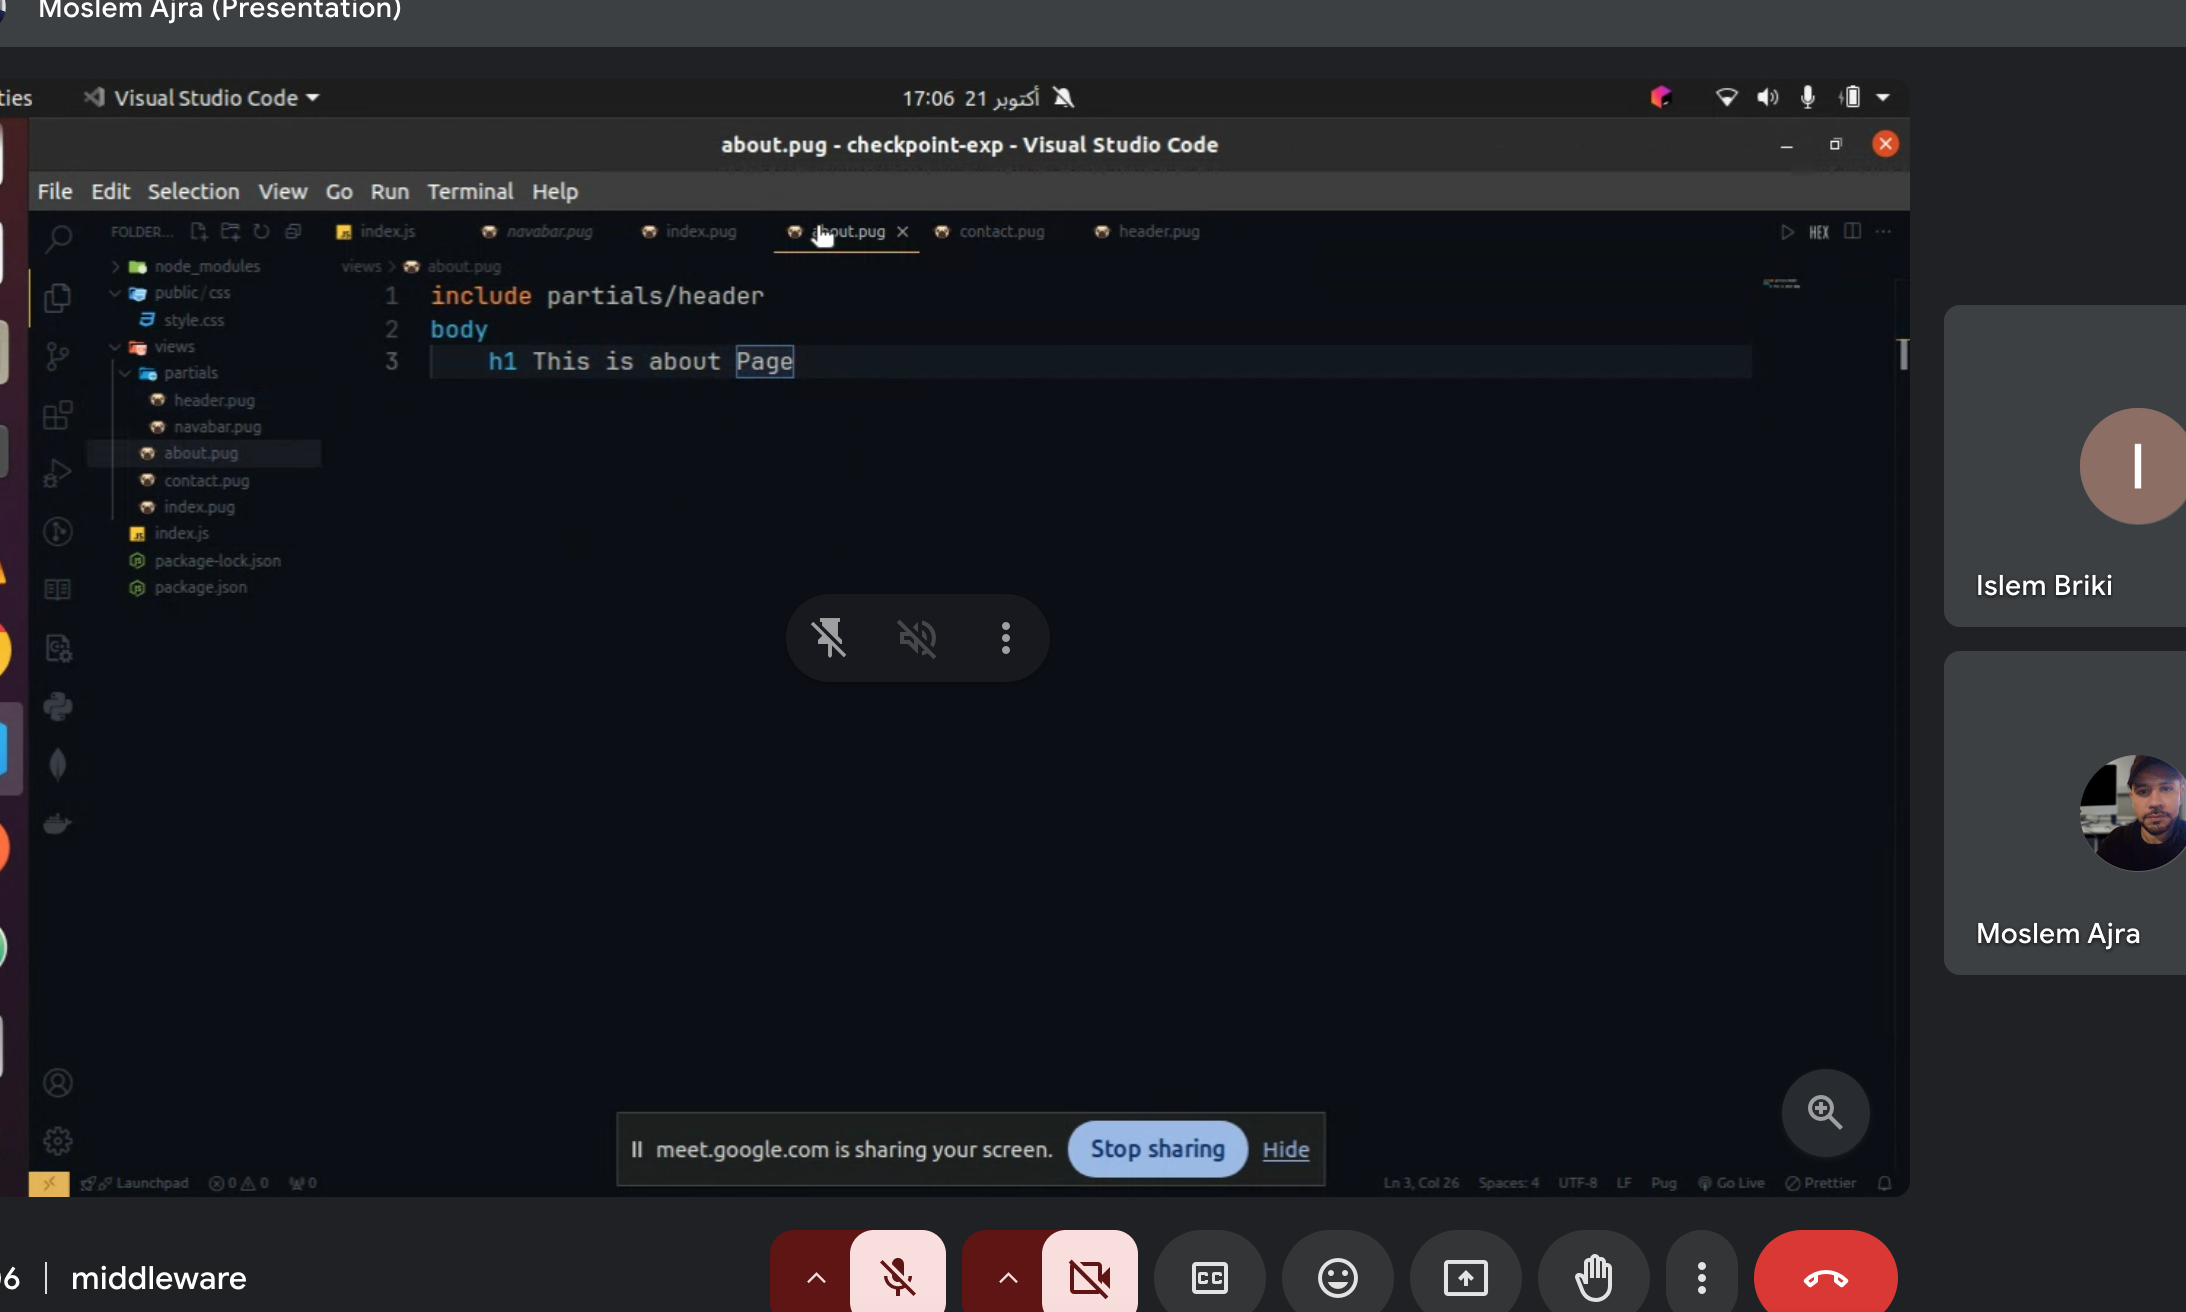 Moslem Ajra (Presentation)
ties Visual Studio Code 17:06 21 أكتوبر
about.pug - checkpoint-exp - Visual Studio Code
File Edit Selection View Go Run Terminal Help
FOLDER... index.js navabar.pug index.pug about.pug contact.pug header.pug HEX
node_modules
public/css
style.css
views
partials
header.pug
navabar.pug
about.pug
contact.pug
index.pug
index.js
package-lock.json
package.json
views > about.pug
1 include partials/header
2 body
3 h1 This is about Page
I
Islem Briki
Moslem Ajra
meet.google.com is sharing your screen. Stop sharing Hide
Launchpad 0 0 0 Ln 3, Col 26 Spaces: 4 UTF-8 LF Pug Go Live Prettier
06 | middleware
CC